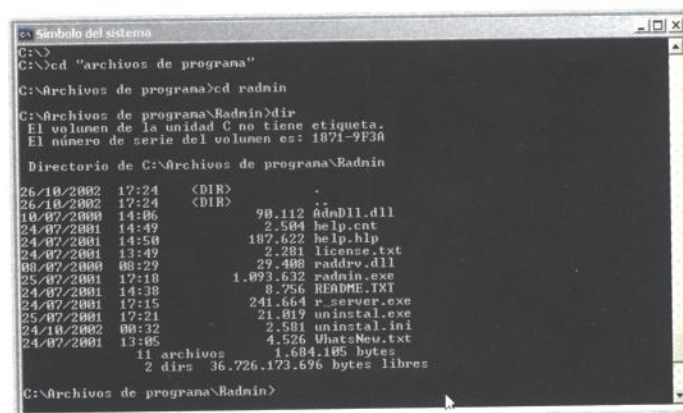 Símbolo del sistema
C:\>
C:\>cd "archivos de programa"
C:\Archivos de programa>cd radmin
C:\Archivos de programa\Radmin>dir
El volumen de la unidad C no tiene etiqueta.
El número de serie del volumen es: 1871-9F3A
Directorio de C:\Archivos de programa\Radmin
26/10/2002 17:24 <DIR> .
26/10/2002 17:24 <DIR> ..
10/07/2000 14:06 90.112 AdmDll.dll
24/07/2001 14:49 2.504 help.cnt
24/07/2001 14:50 187.622 help.hlp
24/07/2001 13:49 2.281 license.txt
08/07/2000 08:29 29.408 raddrv.dll
25/07/2001 17:18 1.093.632 radmin.exe
24/07/2001 14:38 8.756 README.TXT
24/07/2001 17:15 241.664 r_server.exe
25/07/2001 17:21 21.019 uninstal.exe
24/10/2002 00:32 2.581 uninstal.ini
24/07/2001 13:05 4.526 WhatsNew.txt
11 archivos 1.684.105 bytes
2 dirs 36.726.173.696 bytes libres
C:\Archivos de programa\Radmin>